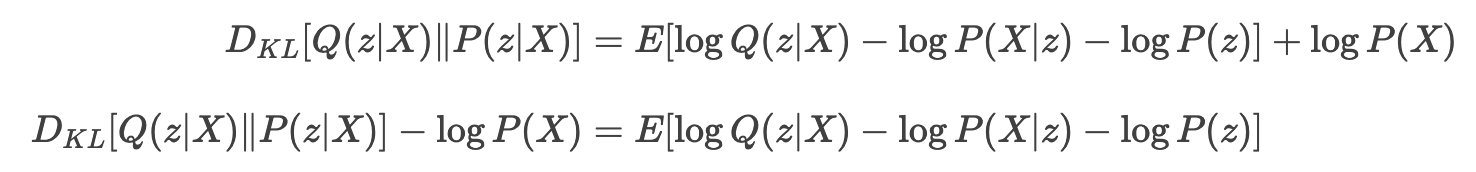 D_{KL}[Q(z|X)‖P(z|X)] = E[log Q(z|X) − log P(X|z) − log P(z)] + log P(X)
D_{KL}[Q(z|X)‖P(z|X)] − log P(X) = E[log Q(z|X) − log P(X|z) − log P(z)]